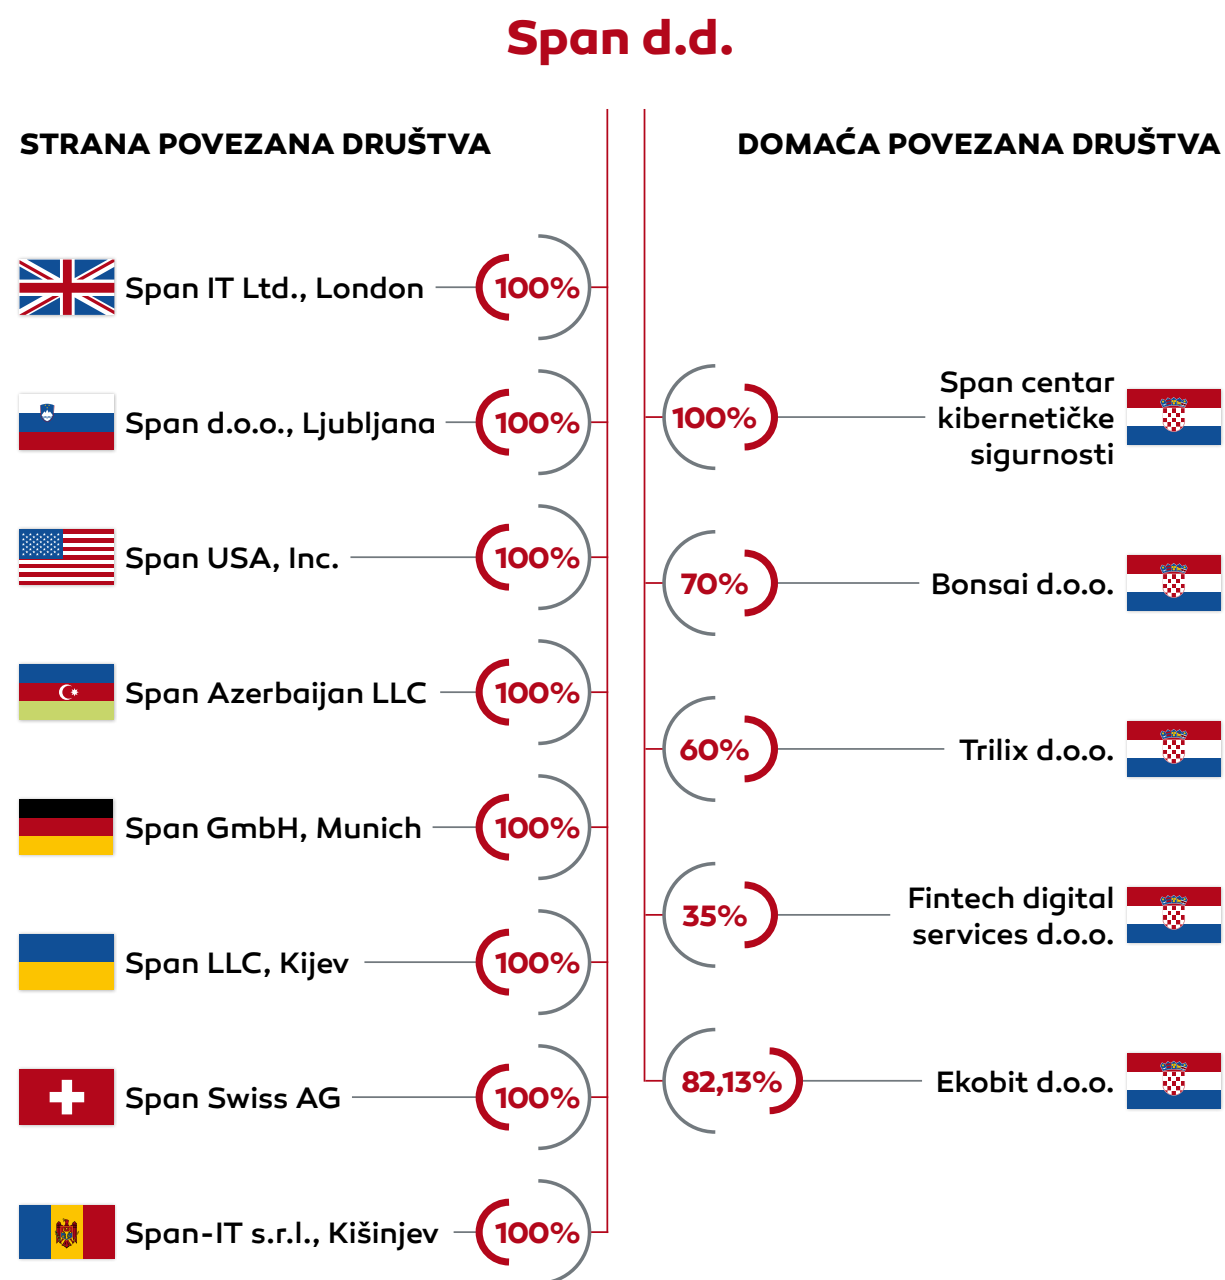 Span d.d.
STRANA POVEZANA DRUŠTVA
Span IT Ltd., London
100%
Span d.o.o., Ljubljana
100%
Span USA, Inc.
100%
Span Azerbaijan LLC
100%
Span GmbH, Munich
100%
Span LLC, Kijev
100%
Span Swiss AG
100%
Span-IT s.r.l., Kišinjev
100%
DOMAĆA POVEZANA DRUŠTVA
100%
Span centar
kibernetičke
sigurnosti
70%
Bonsai d.o.o.
60%
Trilix d.o.o.
35%
Fintech digital
services d.o.o.
82,13%
Ekobit d.o.o.